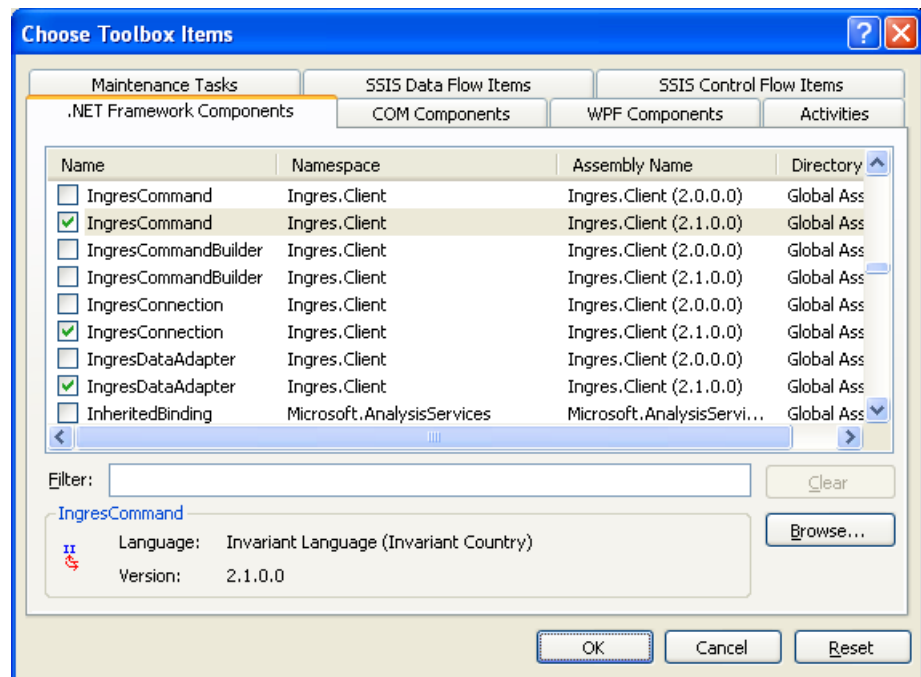 Choose Toolbox Items
Maintenance Tasks SSIS Data Flow Items SSIS Control Flow Items
.NET Framework Components COM Components WPF Components Activities
Name Namespace Assembly Name Directory
IngresCommand Ingres.Client Ingres.Client (2.0.0.0) Global Ass
IngresCommand Ingres.Client Ingres.Client (2.1.0.0) Global Ass
IngresCommandBuilder Ingres.Client Ingres.Client (2.0.0.0) Global Ass
IngresCommandBuilder Ingres.Client Ingres.Client (2.1.0.0) Global Ass
IngresConnection Ingres.Client Ingres.Client (2.0.0.0) Global Ass
IngresConnection Ingres.Client Ingres.Client (2.1.0.0) Global Ass
IngresDataAdapter Ingres.Client Ingres.Client (2.0.0.0) Global Ass
IngresDataAdapter Ingres.Client Ingres.Client (2.1.0.0) Global Ass
InheritedBinding Microsoft.AnalysisServices Microsoft.AnalysisServi... Global Ass
Filter: Clear
IngresCommand
Language: Invariant Language (Invariant Country) Browse...
Version: 2.1.0.0
OK Cancel Reset